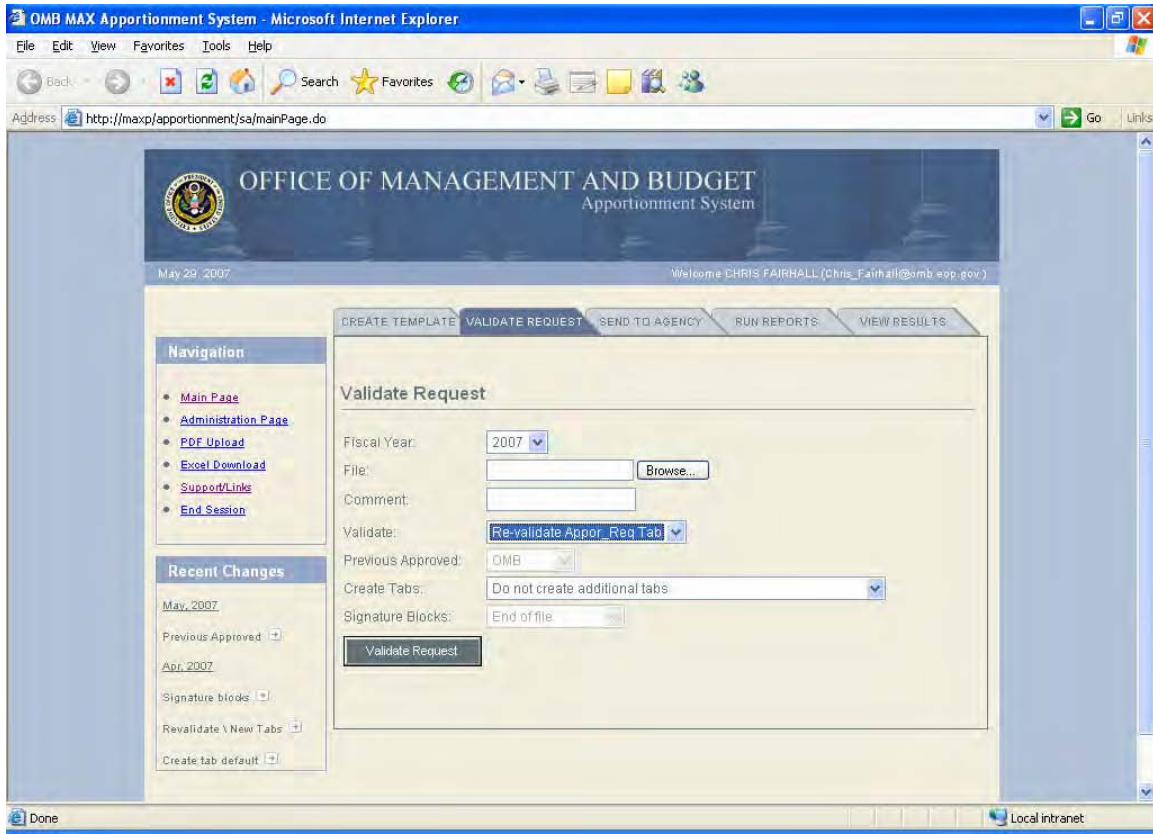 OMB MAX Apportionment System - Microsoft Internet Explorer
File Edit View Favorites Tools Help
Back Search Favorites
Address http://maxp/apportionment/sa/mainPage.do Go Links
OFFICE OF MANAGEMENT AND BUDGET
Apportionment System
May 29, 2007 Welcome CHRIS FAIRHALL (Chris_Fairhall@omb.eop.gov)
CREATE TEMPLATE VALIDATE REQUEST SEND TO AGENCY RUN REPORTS VIEW RESULTS
Navigation
Main Page
Administration Page
PDF Upload
Excel Download
Support/Links
End Session
Recent Changes
May, 2007
Previous Approved
Apr, 2007
Signature blocks
Revalidate \ New Tabs
Create tab default
Validate Request
Fiscal Year: 2007
File: Browse...
Comment:
Validate: Re-validate Appor_Req Tab
Previous Approved: OMB
Create Tabs: Do not create additional tabs
Signature Blocks: End of file
Validate Request
Done Local intranet